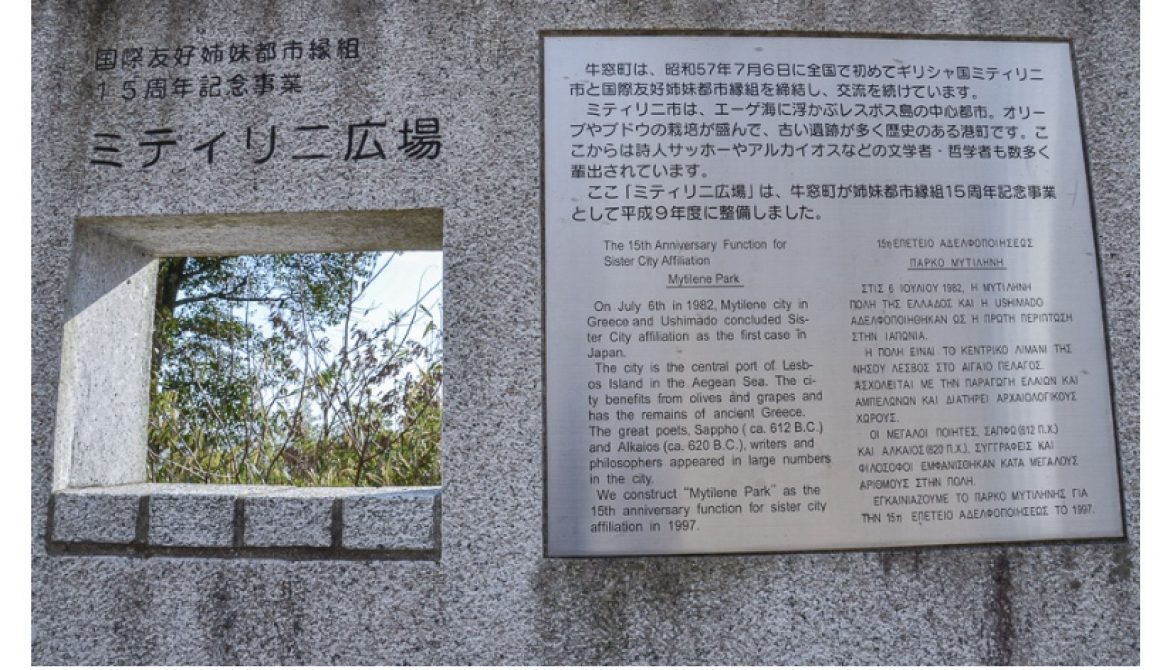 国際友好姉妹都市縁組
15周年記念事業
ミティリニ広場
牛窓町は、昭和57年7月6日に全国で初めてギリシャ国ミティリニ
市と国際友好姉妹都市縁組を締結し、交流を続けています。
ミティリニ市は、エーゲ海に浮かぶレスボス島の中心都市。オリー
ブやブドウの栽培が盛んで、古い遺跡が多く歴史のある港町です。こ
こからは詩人サッホーやアルカイオスなどの文学者・哲学者も数多く
輩出されています。
ここ「ミティリニ広場」は、牛窓町が姉妹都市縁組15周年記念事業
として平成9年度に整備しました。
The 15th Anniversary Function for
Sister City Affiliation
Mytilene Park
On July 6th in 1982, Mytilene city in
Greece and Ushimado concluded Sis-
ter City affiliation as the first case in
Japan.
The city is the central port of Lesb-
os Island in the Aegean Sea. The ci-
ty benefits from olives and grapes and
has the remains of ancient Greece.
The great poets, Sappho ( ca. 612 B.C.)
and Alkaios (ca. 620 B.C.), writers and
philosophers appeared in large numbers
in the city.
We construct "Mytilene Park" as the
15th anniversary function for sister city
affiliation in 1997.
15η ΕΠΕΤΕΙΟ ΑΔΕΛΦΟΠΟΙΗΣΕΩΣ
ΠΑΡΚΟ ΜΥΤΙΛΗΝΗ
ΣΤΙΣ 6 ΙΟΥΛΙΟΥ 1982, Η ΜΥΤΙΛΗΝΗ
ΠΟΛΗ ΤΗΣ ΕΛΛΑΔΟΣ ΚΑΙ Η USHIMADO
ΑΔΕΛΦΟΠΟΙΗΘΗΚΑΝ ΩΣ Η ΠΡΩΤΗ ΠΕΡΙΠΤΩΣΗ
ΣΤΗΝ ΙΑΠΩΝΙΑ.
Η ΠΟΛΗ ΕΙΝΑΙ ΤΟ ΚΕΝΤΡΙΚΟ ΛΙΜΑΝΙ ΤΗΣ
ΝΗΣΟΥ ΛΕΣΒΟΣ ΣΤΟ ΑΙΓΑΙΟ ΠΕΛΑΓΟΣ.
ΑΣΧΟΛΕΙΤΑΙ ΜΕ ΤΗΝ ΠΑΡΑΓΩΓΗ ΕΛΑΙΩΝ ΚΑΙ
ΑΜΠΕΛΩΝΩΝ ΚΑΙ ΔΙΑΤΗΡΕΙ ΑΡΧΑΙΟΛΟΓΙΚΟΥΣ
ΧΩΡΟΥΣ.
ΟΙ ΜΕΓΑΛΟΙ ΠΟΙΗΤΕΣ, ΣΑΠΦΩ (612 Π.Χ.)
ΚΑΙ ΑΛΚΑΙΟΣ (620 Π.Χ.), ΣΥΓΓΡΑΦΕΙΣ ΚΑΙ
ΦΙΛΟΣΟΦΟΙ ΕΜΦΑΝΙΣΘΗΚΑΝ ΚΑΤΑ ΜΕΓΑΛΟΥΣ
ΑΡΙΘΜΟΥΣ ΣΤΗΝ ΠΟΛΗ.
ΕΓΚΑΙΝΙΑΖΟΥΜΕ ΤΟ ΠΑΡΚΟ ΜΥΤΙΛΗΝΗΣ ΓΙΑ
ΤΗΝ 15η ΕΠΕΤΕΙΟ ΑΔΕΛΦΟΠΟΙΗΣΕΩΣ ΤΟ 1997.